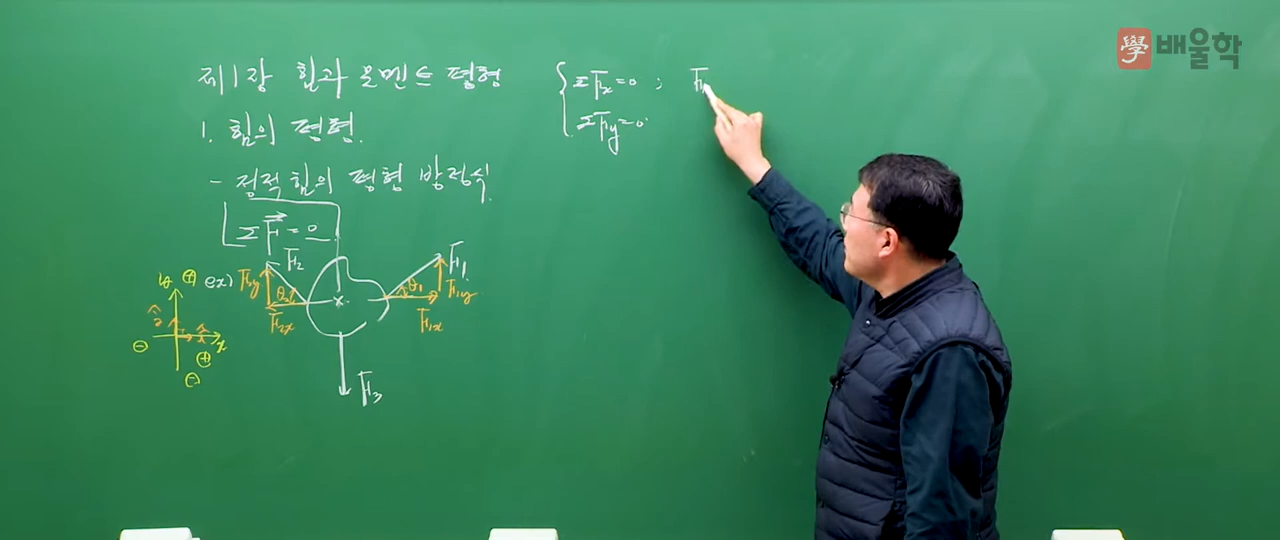 제1장 힘과 모멘트 평형
1. 힘의 평형.
- 정적 힘의 평형 방정식.
ΣF⃗ = 0.
ex)
F₂
F₂y
θ₂
F₂x
F₁
θ₁
F₁y
F₁x
F₃
y
x
⊕
⊖
⊕
⊖
ΣFx=0 ; F₁
ΣFy=0.
學 배울학